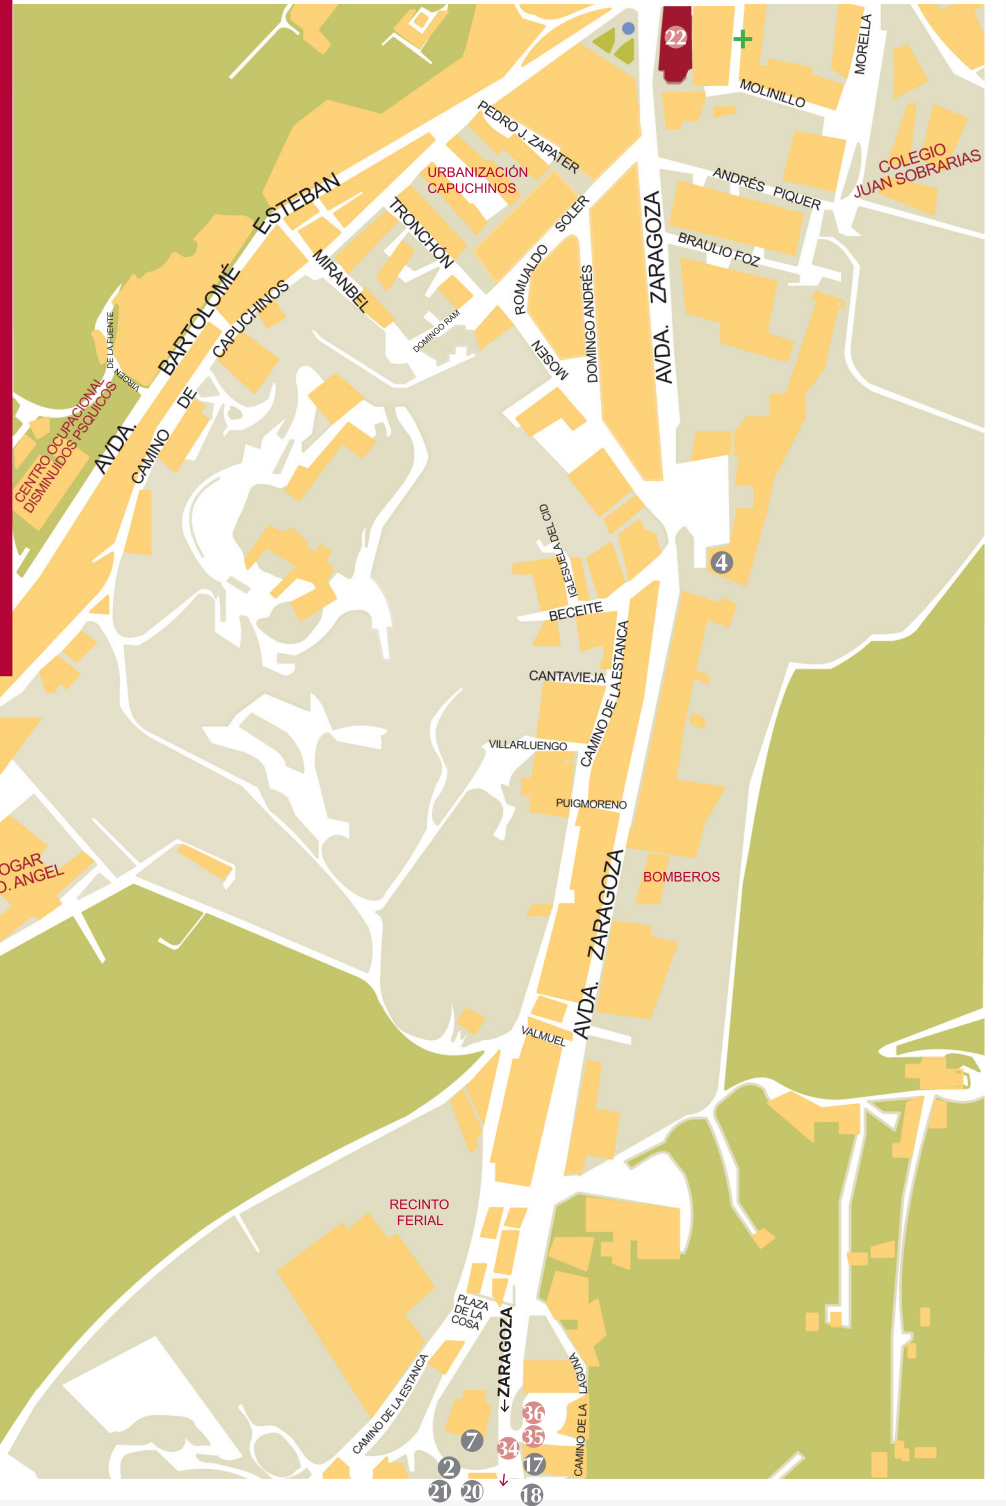 22
MORELLA
MOLINILLO
PEDRO J. ZAPATER
COLEGIO
JUAN SOBRARIAS
URBANIZACIÓN
CAPUCHINOS
ANDRÉS PIQUER
AVDA. BARTOLOMÉ ESTEBAN
TRONCHÓN
ROMUALDO SOLER
AVDA. ZARAGOZA
BRAULIO FOZ
MIRANBEL
CAMINO DE CAPUCHINOS
DOMINGO RAM
DOMINGO ANDRÉS
MOSEN
VIRGEN DE LA FUENTE
CENTRO OCUPACIONAL
DISMINUIDOS PSQUICOS
IGLESUELA DEL CID
4
BECEITE
CAMINO DE LA ESTANCA
CANTAVIEJA
VILLARLUENGO
PUIGMORENO
OGAR
O. ANGEL
BOMBEROS
AVDA. ZARAGOZA
VALMUEL
RECINTO
FERIAL
PLAZA
DE LA
COSA
←ZARAGOZA
CAMINO DE LA ESTANCA
CAMINO DE LA LAGUNA
36
35
7
34
2
17
21
20
18